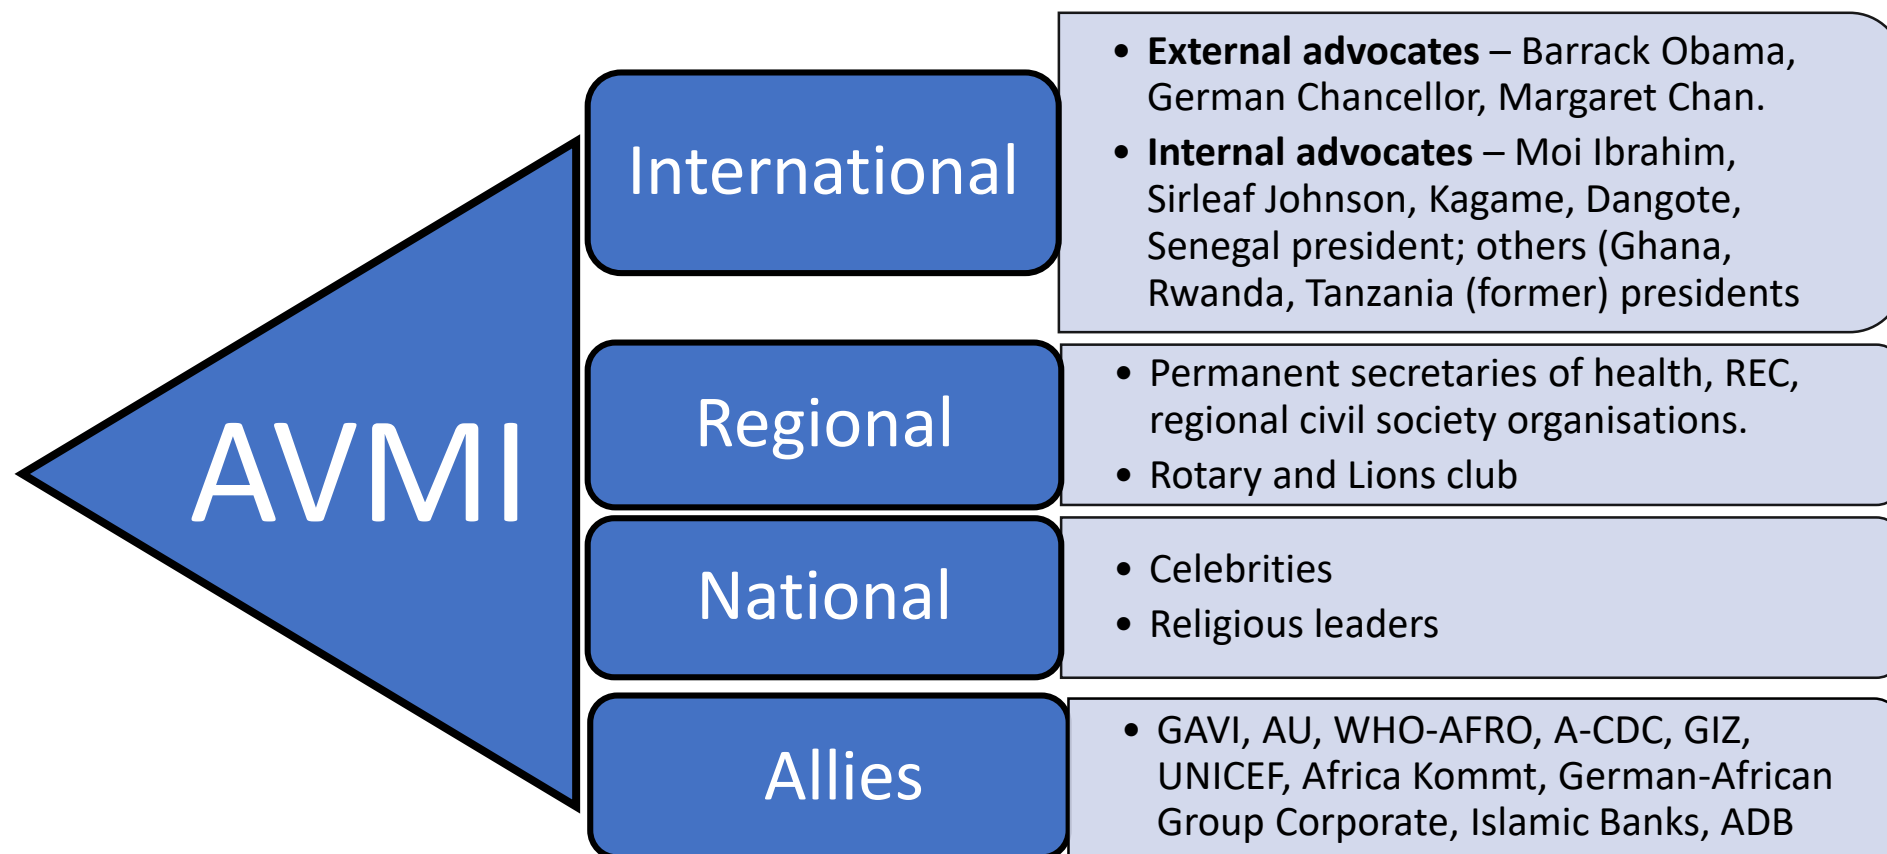 AVMI
International
• External advocates – Barrack Obama,
German Chancellor, Margaret Chan.
• Internal advocates – Moi Ibrahim,
Sirleaf Johnson, Kagame, Dangote,
Senegal president; others (Ghana,
Rwanda, Tanzania (former) presidents
Regional
• Permanent secretaries of health, REC,
regional civil society organisations.
• Rotary and Lions club
National
• Celebrities
• Religious leaders
Allies
• GAVI, AU, WHO-AFRO, A-CDC, GIZ,
UNICEF, Africa Kommt, German-African
Group Corporate, Islamic Banks, ADB